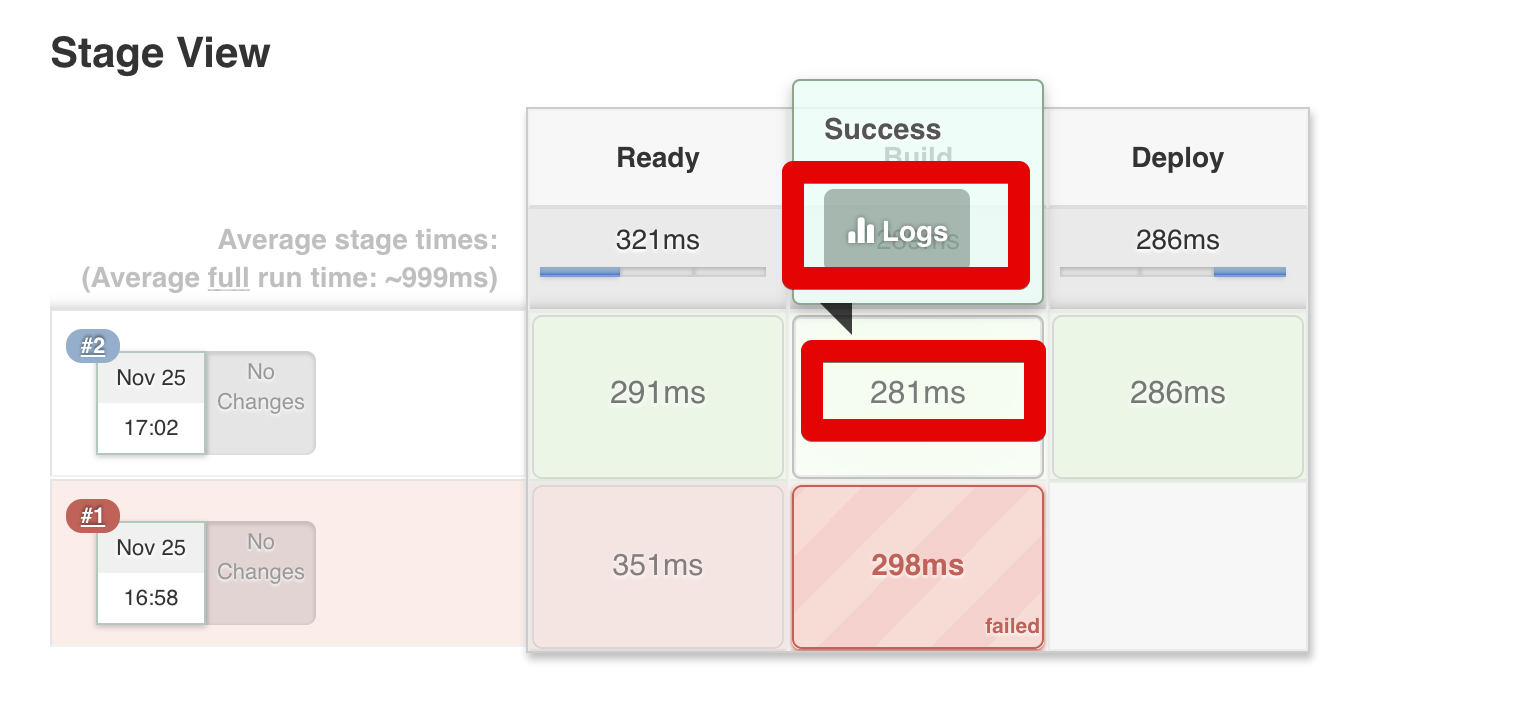 Stage View
Success
Ready
Build
Deploy
Average stage times:
(Average full run time: ~999ms)
321ms
Logs
286ms
#2
Nov 25
17:02
No
Changes
291ms
281ms
286ms
#1
Nov 25
16:58
No
Changes
351ms
298ms
failed